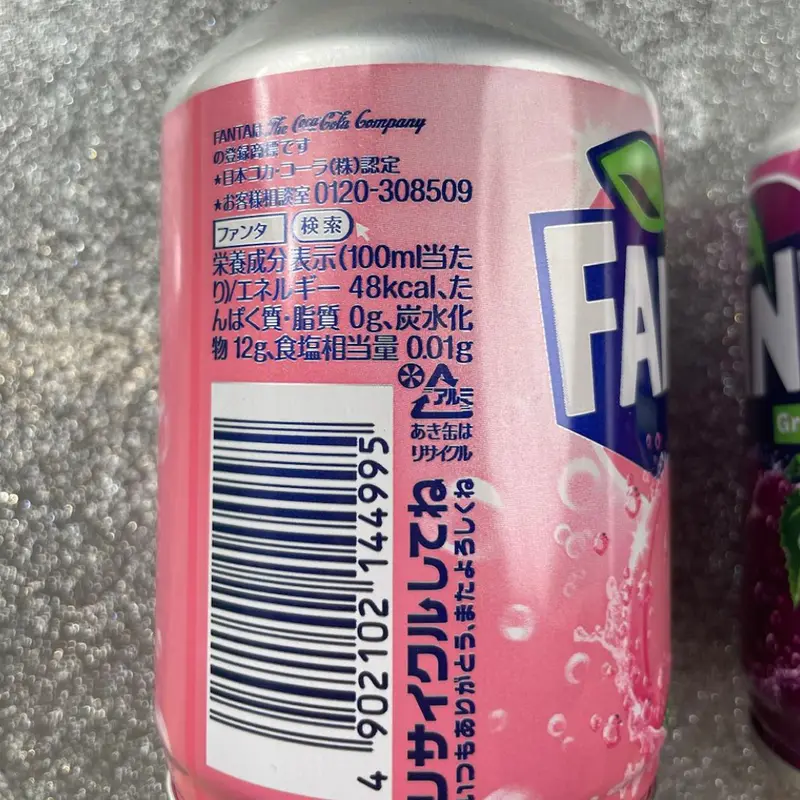 FANTAは、The Coca-Cola Company
の登録商標です
★日本コカ・コーラ(株)認定
★お客様相談室 0120-308509
ファンタ 検索
栄養成分表示(100ml当た
り)/エネルギー 48kcal、た
んぱく質・脂質 0g、炭水化
物 12g、食塩相当量 0.01g
アルミ
あき缶は
リサイクル
4 902102 144995
リサイクルしてね
いつもありがとう、またよろしくね
FAN
N
Gr